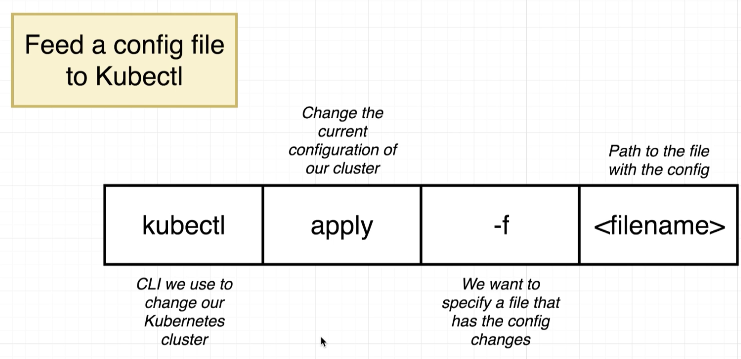 Feed a config file
to Kubectl
Change the
current
configuration of
our cluster
Path to the file
with the config
kubectl
apply
-f
<filename>
CLI we use to
change our
Kubernetes
cluster
We want to
specify a file that
has the config
changes